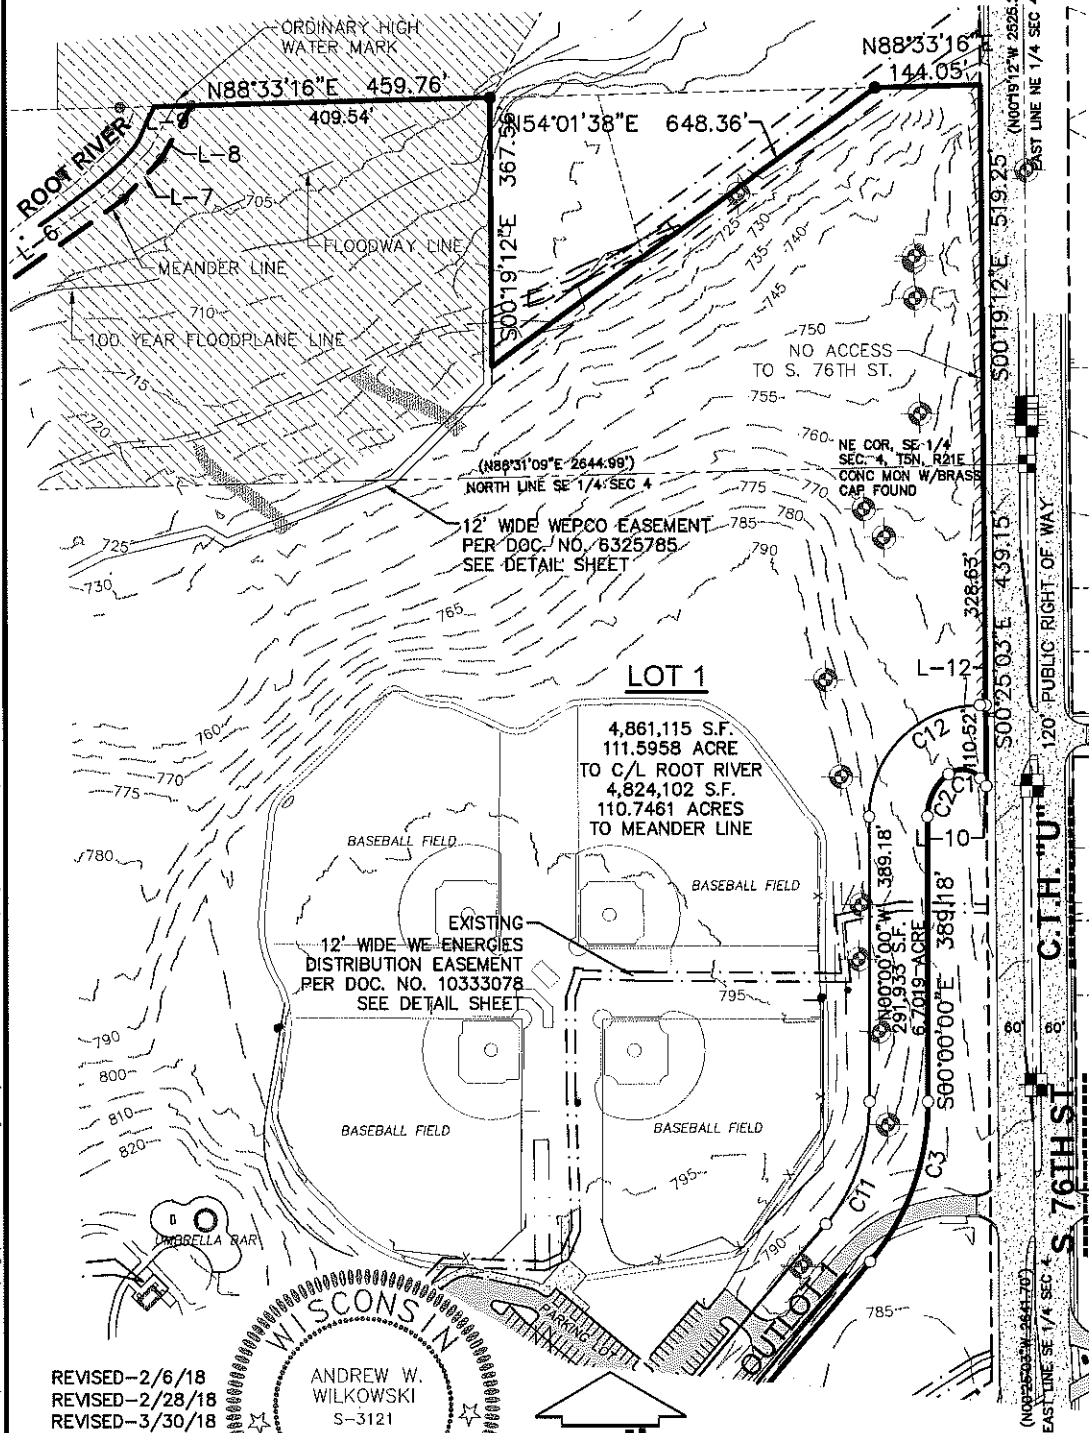 ORDINARY HIGH
WATER MARK
N88°33'16"E 459.76'
409.54'
N88°33'16"
144.05'
N54°01'38"E 648.36'
ROOT RIVER
L-8
L-7
L-6
705
FLOODWAY LINE
MEANDER LINE
710
100 YEAR FLOODPLANE LINE
715
720
S00°19'12"E
725
730
735
740
745
750
NO ACCESS
TO S. 76TH ST.
755
760
S00°19'12"E 519.25'
EAST LINE NE 1/4 SEC
NE COR, SE 1/4
SEC. 4, T5N, R21E
CONC MON W/BRASS
CAP FOUND
(N88°31'09"E 2644.99')
NORTH LINE SE 1/4 SEC 4
775
770
780
785
790
12' WIDE WEPCO EASEMENT
PER DOC. NO. 6325785
SEE DETAIL SHEET
725
730
765
328.63'
S00°25'03"E 439.15'
120' PUBLIC RIGHT OF WAY
L-12
110.52'
LOT 1
4,861,115 S.F.
111.5958 ACRE
TO C/L ROOT RIVER
4,824,102 S.F.
110.7461 ACRES
TO MEANDER LINE
760
770
775
780
C12
C1
C2
L-10
BASEBALL FIELD
BASEBALL FIELD
EXISTING
12' WIDE WE ENERGIES
DISTRIBUTION EASEMENT
PER DOC. NO. 10333078
SEE DETAIL SHEET
795
N00°00'00"W 389.18'
291,933 S.F.
6.7019 ACRE
S00°00'00"E 389.18'
C.T.H. "U"
S. 76TH ST.
60'
60'
790
800
810
820
BASEBALL FIELD
BASEBALL FIELD
795
C11
C3
790
785
UMBRELLA BAR
PARKING LOT
OUTLOT 1
(N00°25'03"W 2641.70')
EAST LINE SE 1/4 SEC 4
WISCONSIN
ANDREW W.
WILKOWSKI
S-3121
REVISED-2/6/18
REVISED-2/28/18
REVISED-3/30/18